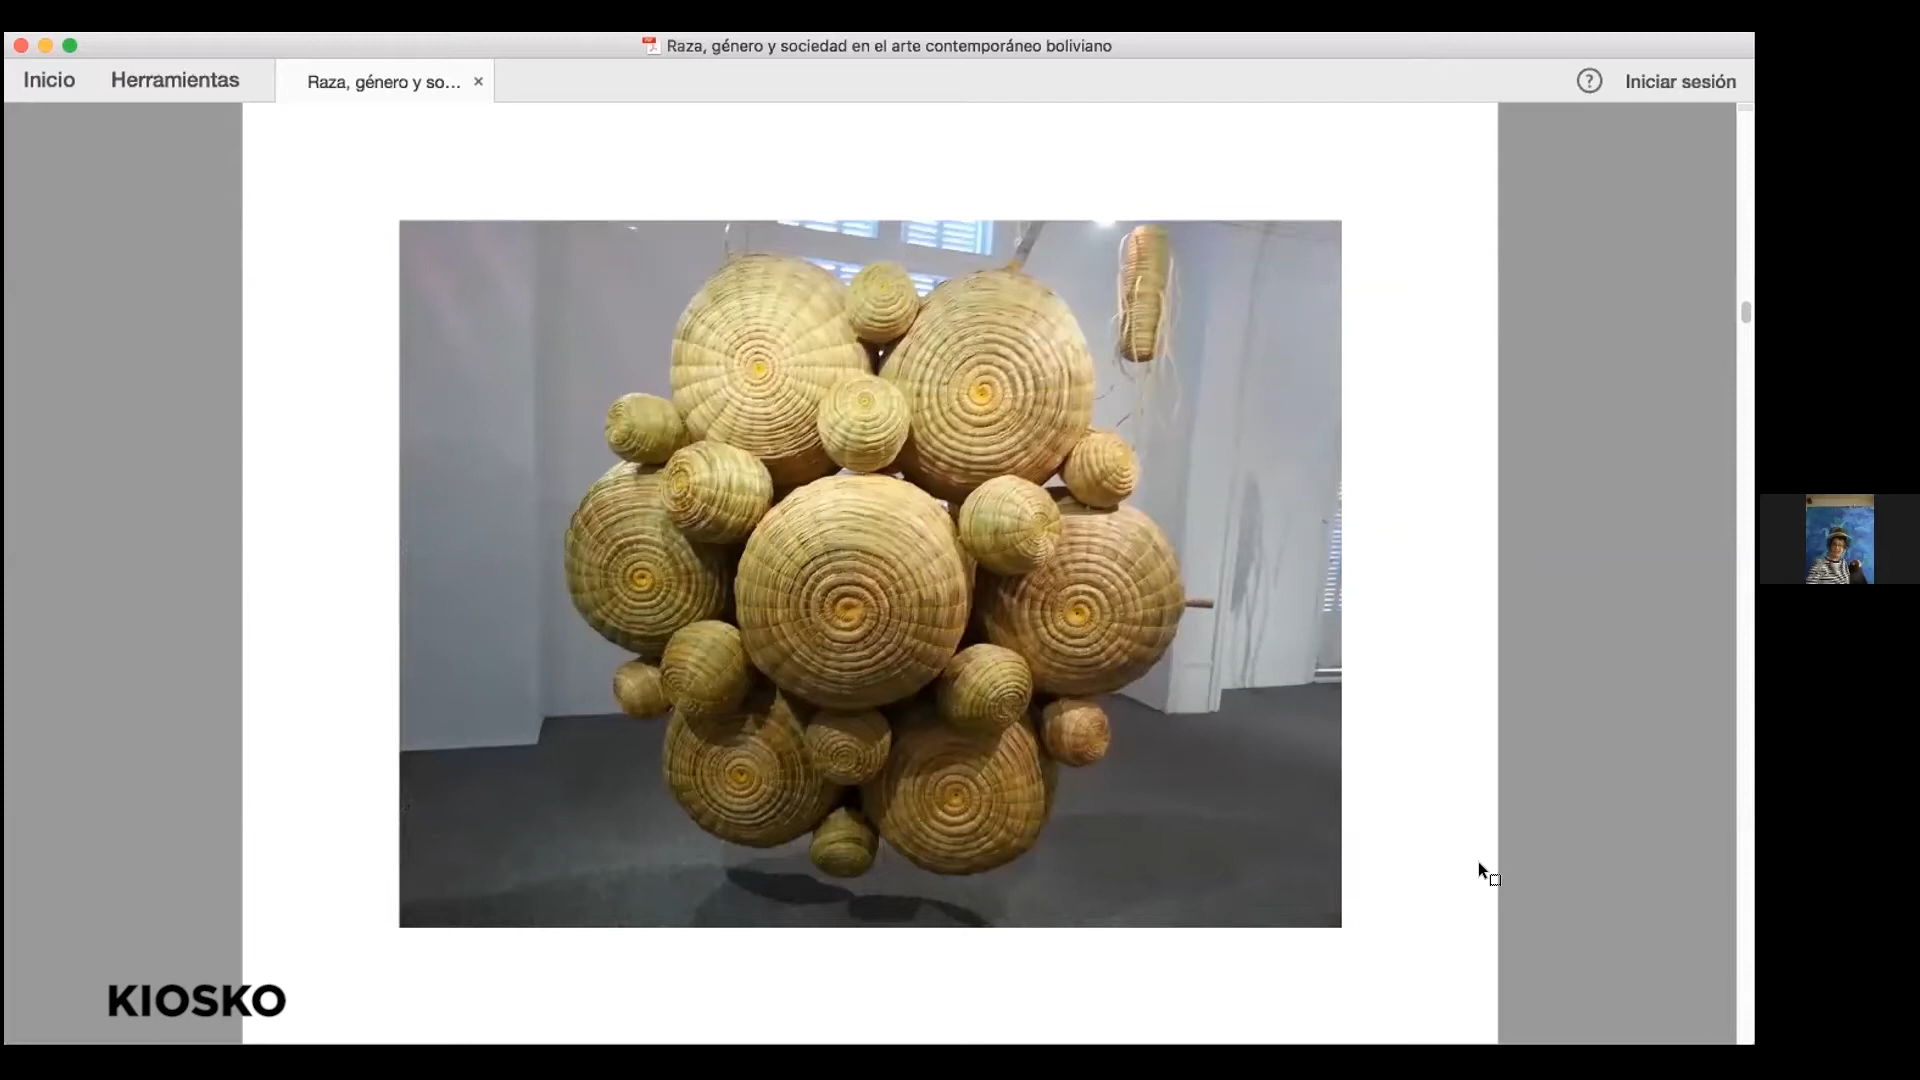 Raza, género y sociedad en el arte contemporáneo boliviano
Inicio
Herramientas
Raza, género y so...
Iniciar sesión
KIOSKO